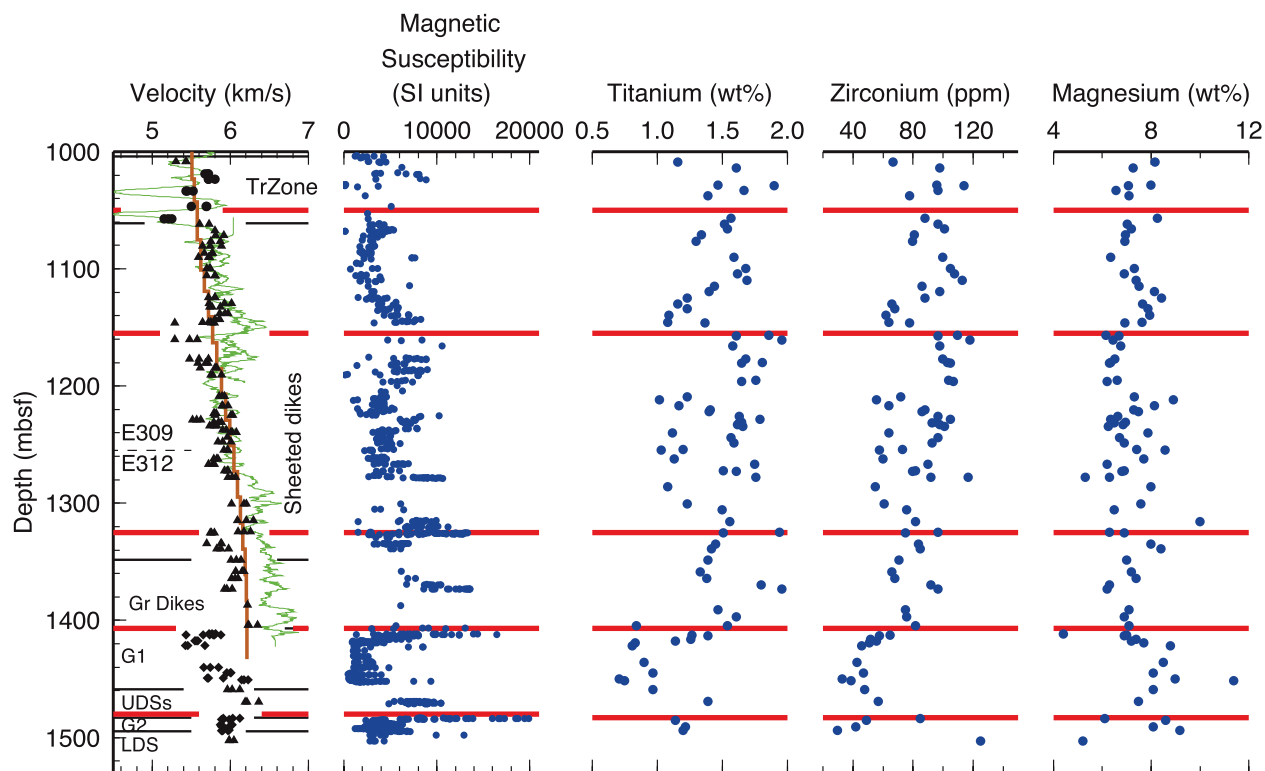 Magnetic
Susceptibility
Velocity (km/s) (SI units) Titanium (wt%) Zirconium (ppm) Magnesium (wt%)
5 6 7 0 10000 20000 0.5 1.0 1.5 2.0 40 80 120 4 8 12
1000
TrZone
1100
1200
E309
E312
Sheeted dikes
Depth (mbsf)
1300
Gr Dikes
1400
G1
UDSs
G2
1500
LDS